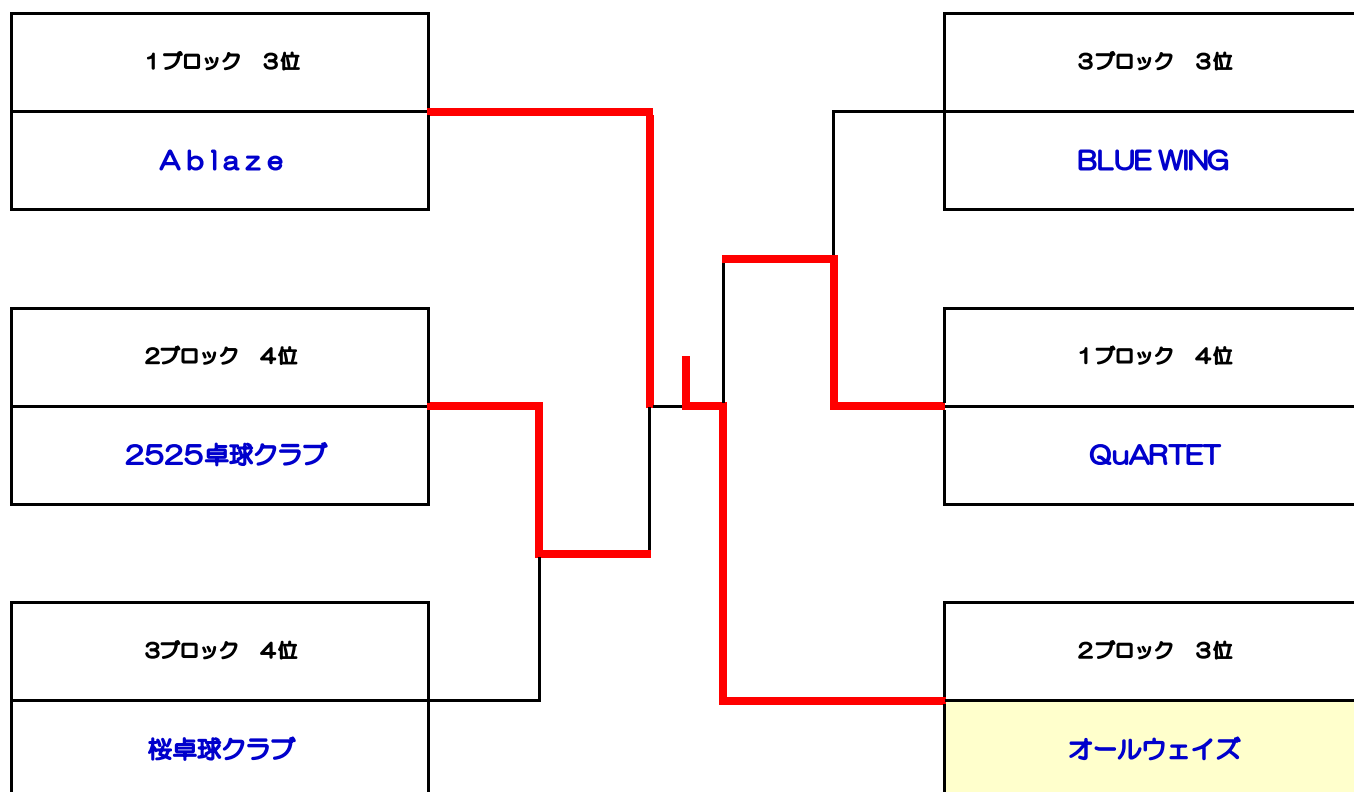 1ブロック　3位
Ablaze
2ブロック　4位
2525卓球クラブ
3ブロック　4位
桜卓球クラブ
3ブロック　3位
BLUE WING
1ブロック　4位
QuARTET
2ブロック　3位
オールウェイズ